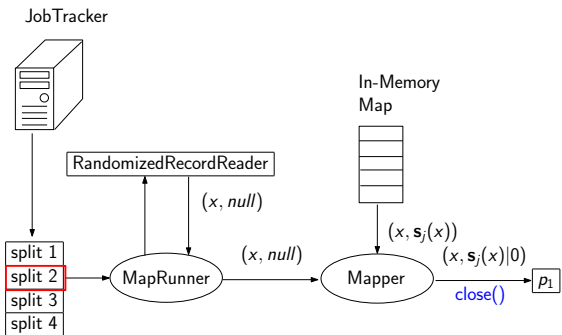 JobTracker
In-Memory
Map
RandomizedRecordReader
(x, null)
(x, s_j(x))
split 1
split 2
split 3
split 4
MapRunner
(x, null)
Mapper
(x, s_j(x)|0)
close()
p_1